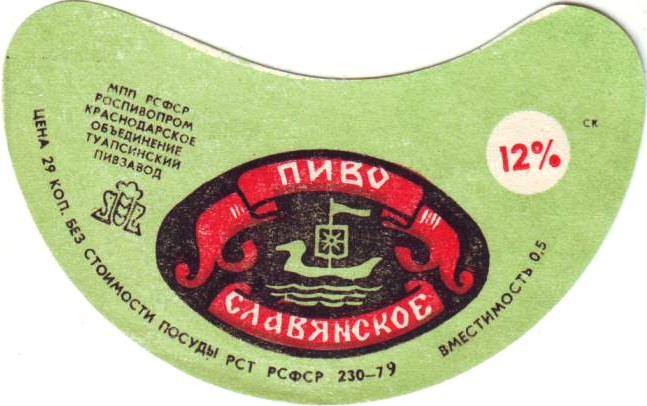 МПП РСФСР
РОСПИВОПРОМ
КРАСНОДАРСКОЕ
ОБЪЕДИНЕНИЕ
ТУАПСИНСКИЙ
ПИВЗАВОД
СК
12%
ПИВО
СЛАВЯНСКОЕ
ЦЕНА 29 КОП. БЕЗ СТОИМОСТИ ПОСУДЫ РСТ РСФСР 230–79
ВМЕСТИМОСТЬ 0,5